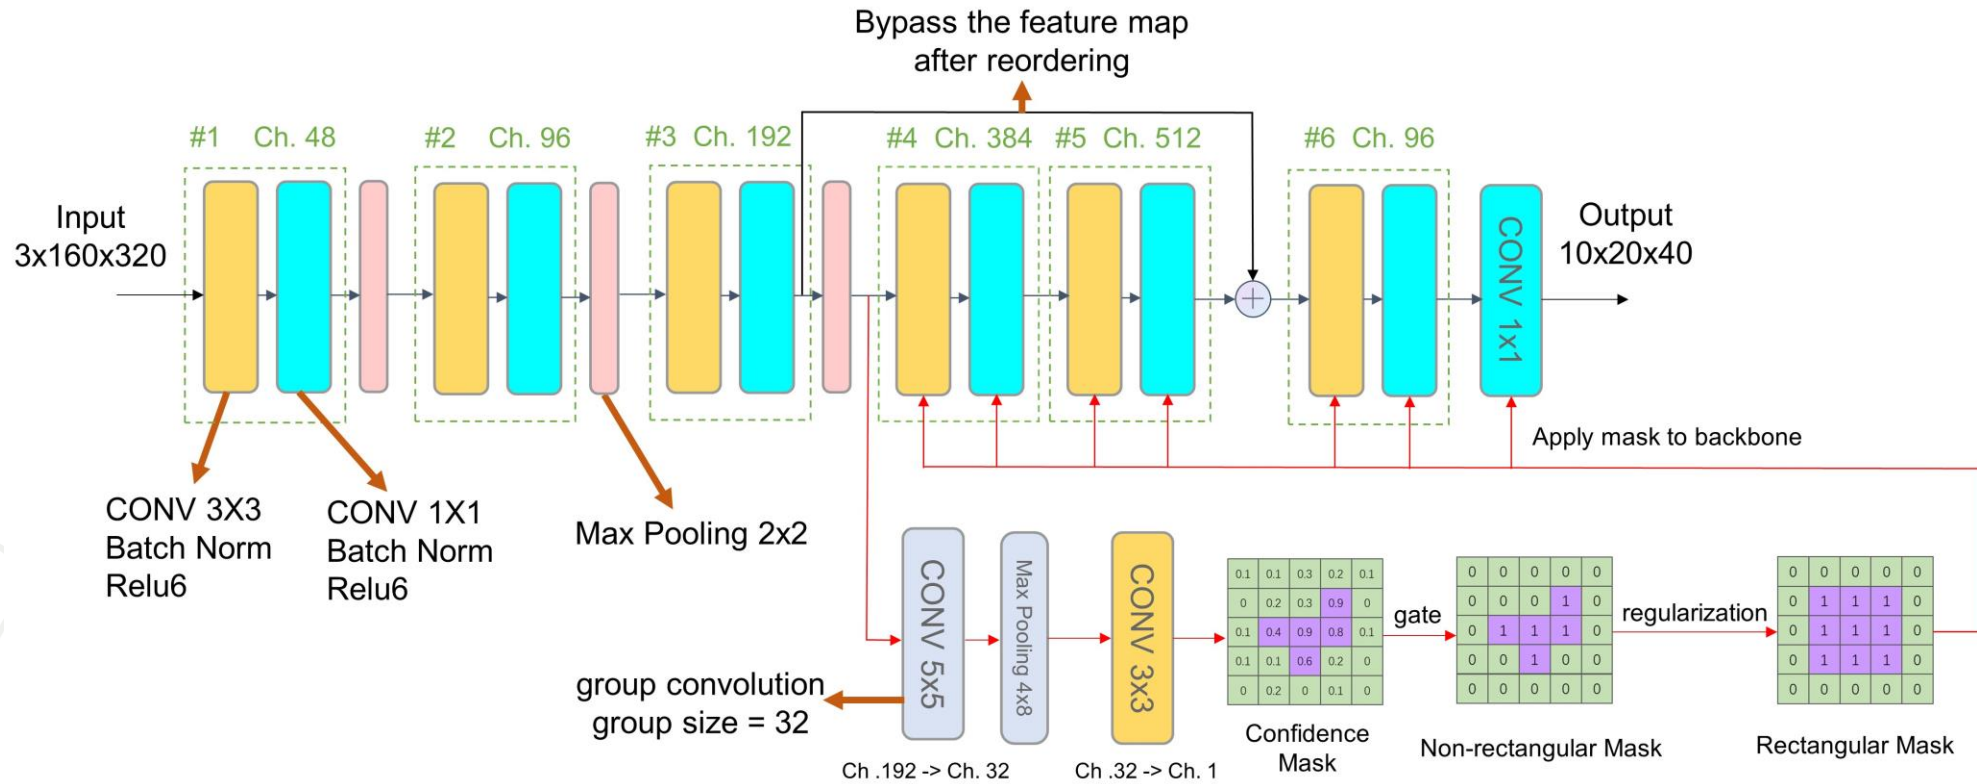 Bypass the feature map
after reordering
#1 Ch. 48
#2 Ch. 96
#3 Ch. 192
#4 Ch. 384
#5 Ch. 512
#6 Ch. 96
Input
3x160x320
CONV 1x1
Output
10x20x40
Apply mask to backbone
CONV 3X3
Batch Norm
Relu6
CONV 1X1
Batch Norm
Relu6
Max Pooling 2x2
group convolution
group size = 32
CONV 5x5
Max Pooling 4x8
CONV 3x3
Ch .192 -> Ch. 32
Ch .32 -> Ch. 1
0.1 0.1 0.3 0.2 0.1
0 0.2 0.3 0.9 0
0.1 0.4 0.9 0.8 0.1
0.1 0.1 0.6 0.2 0
0 0.2 0 0.1 0
Confidence
Mask
gate
0 0 0 0 0
0 0 0 1 0
0 1 1 1 0
0 0 1 0 0
0 0 0 0 0
Non-rectangular Mask
regularization
0 0 0 0 0
0 1 1 1 0
0 1 1 1 0
0 1 1 1 0
0 0 0 0 0
Rectangular Mask